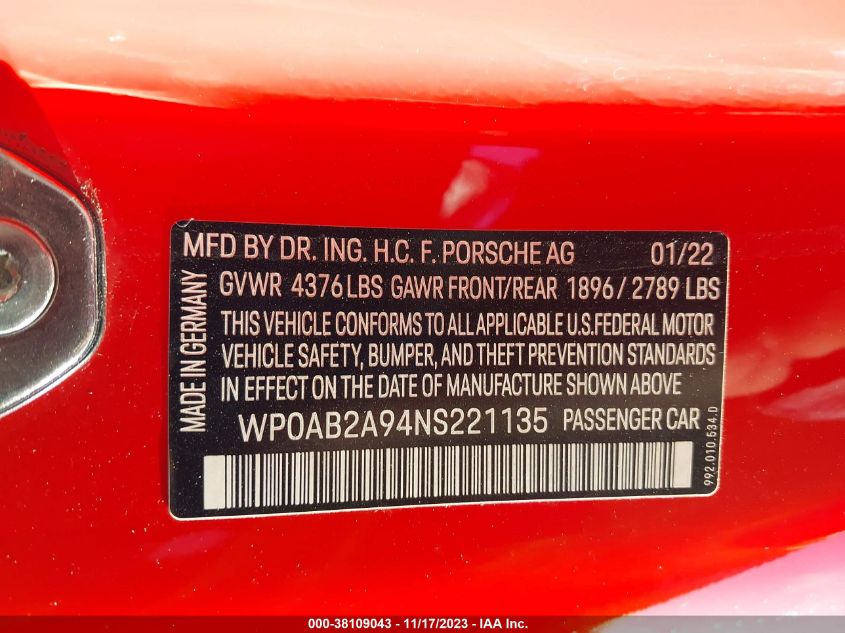 MFD BY DR. ING. H.C. F. PORSCHE AG 01/22
GVWR 4376 LBS GAWR FRONT/REAR 1896 / 2789 LBS
THIS VEHICLE CONFORMS TO ALL APPLICABLE U.S. FEDERAL MOTOR
VEHICLE SAFETY, BUMPER, AND THEFT PREVENTION STANDARDS
IN EFFECT ON THE DATE OF MANUFACTURE SHOWN ABOVE
WP0AB2A94NS221135 PASSENGER CAR
MADE IN GERMANY
992.010.534.D
000-38109043 - 11/17/2023 - IAA Inc.